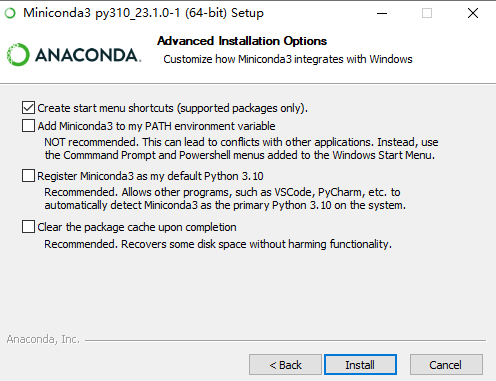 Miniconda3 py310_23.1.0-1 (64-bit) Setup
ANACONDA.
Advanced Installation Options
Customize how Miniconda3 integrates with Windows
Create start menu shortcuts (supported packages only).
Add Miniconda3 to my PATH environment variable
NOT recommended. This can lead to conflicts with other applications. Instead, use
the Commmand Prompt and Powershell menus added to the Windows Start Menu.
Register Miniconda3 as my default Python 3.10
Recommended. Allows other programs, such as VSCode, PyCharm, etc. to
automatically detect Miniconda3 as the primary Python 3.10 on the system.
Clear the package cache upon completion
Recommended. Recovers some disk space without harming functionality.
Anaconda, Inc.
< Back
Install
Cancel